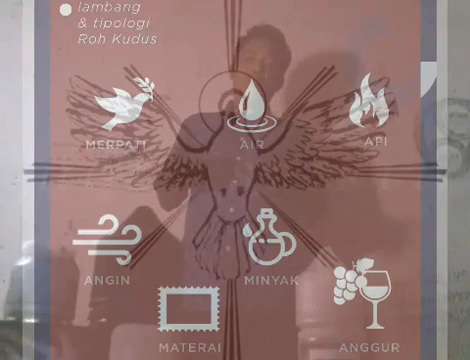 lambang
& tipologi
Roh Kudus
MERPATI
AIR
API
ANGIN
MINYAK
MATERAI
ANGGUR